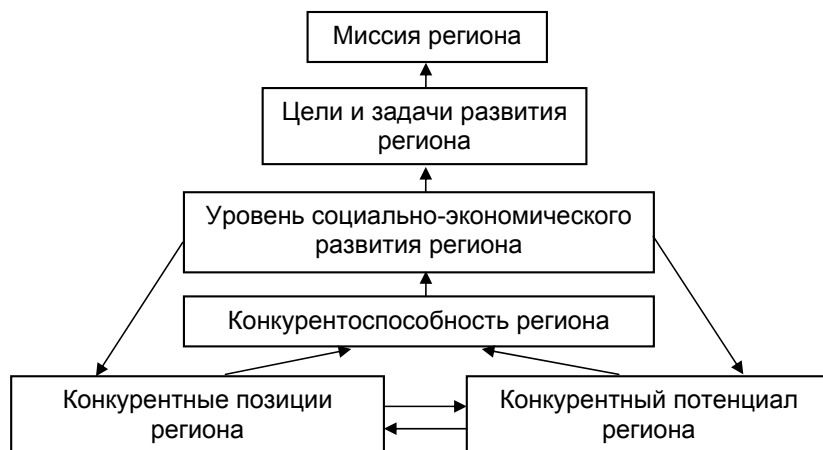 Миссия региона
Цели и задачи развития
региона
Уровень социально-экономического
развития региона
Конкурентоспособность региона
Конкурентные позиции
региона
Конкурентный потенциал
региона